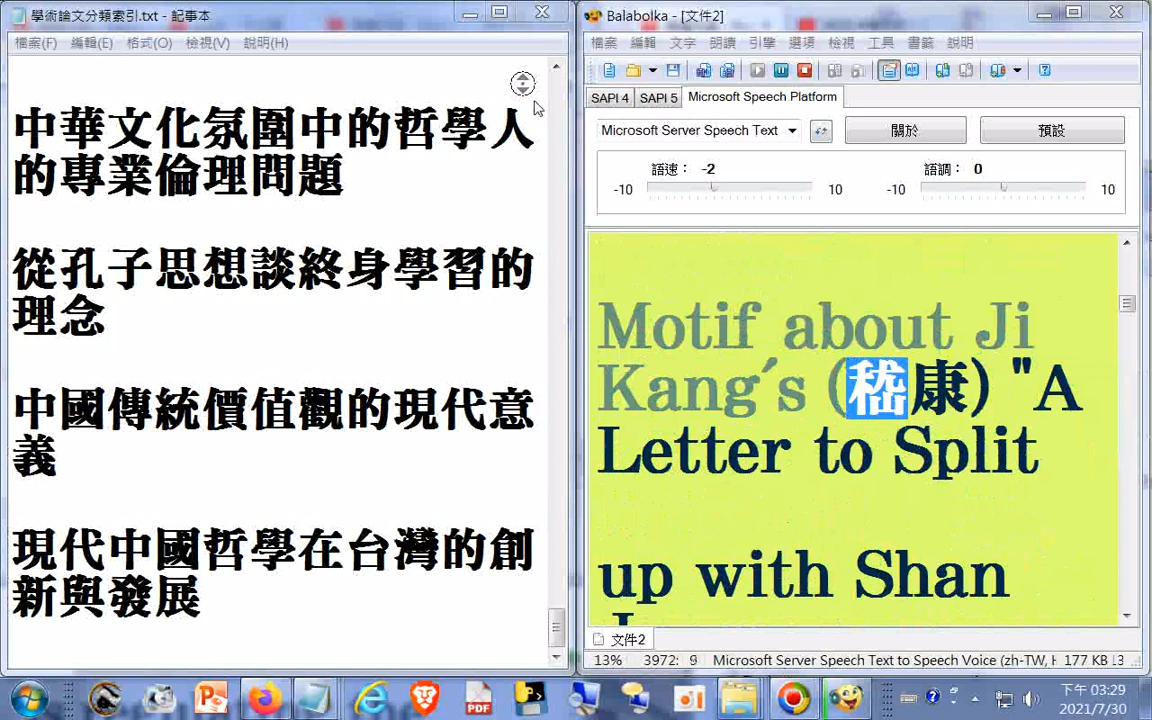 學術論文分類索引.txt - 記事本
檔案(F) 編輯(E) 格式(O) 檢視(V) 說明(H)
中華文化氛圍中的哲學人
的專業倫理問題
從孔子思想談終身學習的
理念
中國傳統價值觀的現代意
義
現代中國哲學在台灣的創
新與發展
Balabolka - [文件2]
檔案 編輯 文字 朗讀 引擎 選項 檢視 工具 書籤 說明
SAPI 4 SAPI 5 Microsoft Speech Platform
Microsoft Server Speech Text 關於 預設
語速： -2 語調： 0
-10 10 -10 10
Motif about Ji
Kang´s (嵇康) "A
Letter to Split
up with Shan
文件2
13% 3972: 9 Microsoft Server Speech Text to Speech Voice (zh-TW, H 177 KB
PDF
下午 03:29
2021/7/30